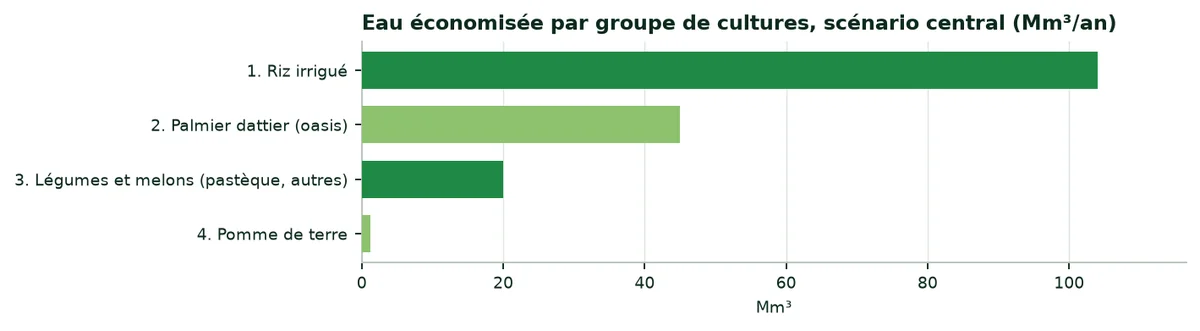 Eau économisée par groupe de cultures, scénario central (Mm³/an)
1. Riz irrigué
2. Palmier dattier (oasis)
3. Légumes et melons (pastèque, autres)
4. Pomme de terre
0 20 40 60 80 100
Mm³